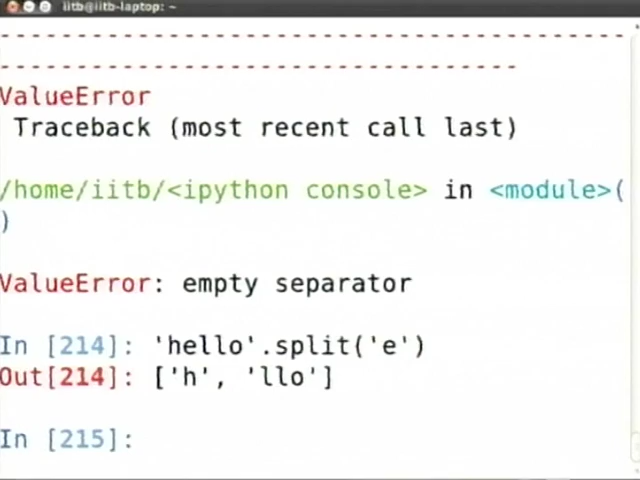 iitb@iitb-laptop: ~
--------------------------------------------------------------------------
ValueError
Traceback (most recent call last)
/home/iitb/<ipython console> in <module>(
)
ValueError: empty separator
In [214]: 'hello'.split('e')
Out[214]: ['h', 'llo']
In [215]: